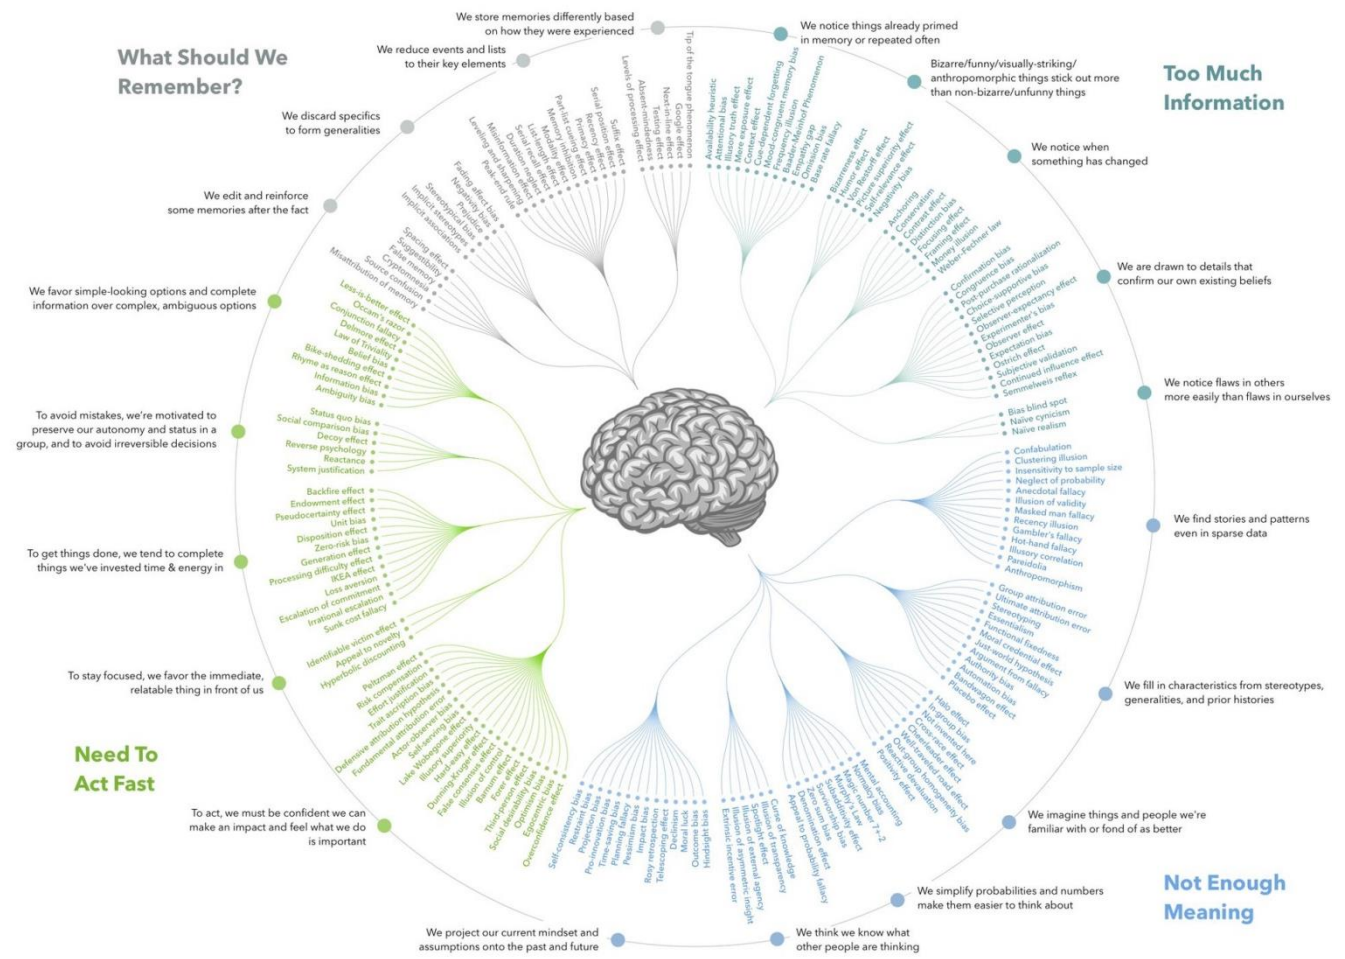 What Should We
Remember?
We store memories differently based
on how they were experienced
We reduce events and lists
to their key elements
We discard specifics
to form generalities
We edit and reinforce
some memories after the fact
Tip of the tongue phenomenon
Google effect
Next-in-line effect
Testing effect
Absent-mindedness
Levels of processing effect
Suffix effect
Serial position effect
Recency effect
Primacy effect
Part-list cueing effect
Memory inhibition
Modality effect
List-length effect
Serial recall effect
Duration neglect
Misinformation effect
Leveling and sharpening
Peak-end rule
Fading affect bias
Negativity bias
Prejudice
Stereotypical bias
Implicit stereotypes
Implicit associations
Spacing effect
Suggestibility
False memory
Cryptomnesia
Source confusion
Misattribution of memory
Too Much
Information
We notice things already primed
in memory or repeated often
Availability heuristic
Attentional bias
Illusory truth effect
Mere exposure effect
Context effect
Cue-dependent forgetting
Mood-congruent memory bias
Frequency illusion
Baader-Meinhof Phenomenon
Empathy gap
Omission bias
Base rate fallacy
Bizarre/funny/visually-striking/
anthropomorphic things stick out more
than non-bizarre/unfunny things
Bizarreness effect
Humor effect
Von Restorff effect
Picture superiority effect
Self-relevance effect
Negativity bias
We notice when
something has changed
Anchoring
Conservatism
Contrast effect
Distinction bias
Focusing effect
Framing effect
Money illusion
Weber-Fechner law
We are drawn to details that
confirm our own existing beliefs
Confirmation bias
Congruence bias
Post-purchase rationalization
Choice-supportive bias
Selective perception
Observer-expectancy effect
Experimenter's bias
Observer effect
Expectation bias
Ostrich effect
Subjective validation
Continued influence effect
Semmelweis reflex
We notice flaws in others
more easily than flaws in ourselves
Bias blind spot
Naïve cynicism
Naïve realism
We find stories and patterns
even in sparse data
Confabulation
Clustering illusion
Insensitivity to sample size
Neglect of probability
Anecdotal fallacy
Illusion of validity
Masked man fallacy
Recency illusion
Gambler's fallacy
Hot-hand fallacy
Illusory correlation
Pareidolia
Anthropomorphism
We fill in characteristics from stereotypes,
generalities, and prior histories
Group attribution error
Ultimate attribution error
Stereotyping
Essentialism
Functional fixedness
Moral credential effect
Just-world hypothesis
Argument from fallacy
Authority bias
Automation bias
Bandwagon effect
Placebo effect
We imagine things and people we're
familiar with or fond of as better
Halo effect
In-group bias
Not invented here
Cross-race effect
Cheerleader effect
Well-traveled road effect
Out-group homogeneity bias
Reactive devaluation
Positivity effect
Not Enough
Meaning
We simplify probabilities and numbers
make them easier to think about
Mental accounting
Normalcy bias
Magic number 7+-2
Murphy's Law
Subadditivity effect
Survivorship bias
Zero sum bias
Denomination effect
Appeal to probability fallacy
We think we know what
other people are thinking
Curse of knowledge
Illusion of transparency
Spotlight effect
Illusion of external agency
Illusion of asymmetric insight
Extrinsic incentive error
We project our current mindset and
assumptions onto the past and future
Hindsight bias
Outcome bias
Moral luck
Declinism
Telescoping effect
Rosy retrospection
Impact bias
Pessimism bias
Planning fallacy
Time-saving bias
Pro-innovation bias
Projection bias
Restraint bias
Self-consistency bias
Need To
Act Fast
To act, we must be confident we can
make an impact and feel what we do
is important
Overconfidence effect
Egocentric bias
Optimism bias
Social desirability bias
Third-person effect
Forer effect
Barnum effect
Illusion of control
False consensus effect
Dunning-Kruger effect
Hard-easy effect
Illusory superiority
Lake Wobegone effect
Self-serving bias
Actor-observer bias
Fundamental attribution error
Defensive attribution hypothesis
Trait ascription bias
Effort justification
Risk compensation
Peltzman effect
To stay focused, we favor the immediate,
relatable thing in front of us
Hyperbolic discounting
Appeal to novelty
Identifiable victim effect
To get things done, we tend to complete
things we've invested time & energy in
Sunk cost fallacy
Irrational escalation
Escalation of commitment
Loss aversion
IKEA effect
Processing difficulty effect
Generation effect
Zero-risk bias
Disposition effect
Unit bias
Pseudocertainty effect
Endowment effect
Backfire effect
To avoid mistakes, we're motivated to
preserve our autonomy and status in a
group, and to avoid irreversible decisions
System justification
Reactance
Reverse psychology
Decoy effect
Social comparison bias
Status quo bias
We favor simple-looking options and complete
information over complex, ambiguous options
Ambiguity bias
Information bias
Rhyme as reason effect
Bike-shedding effect
Belief bias
Law of Triviality
Delmore effect
Conjunction fallacy
Occam's razor
Less-is-better effect